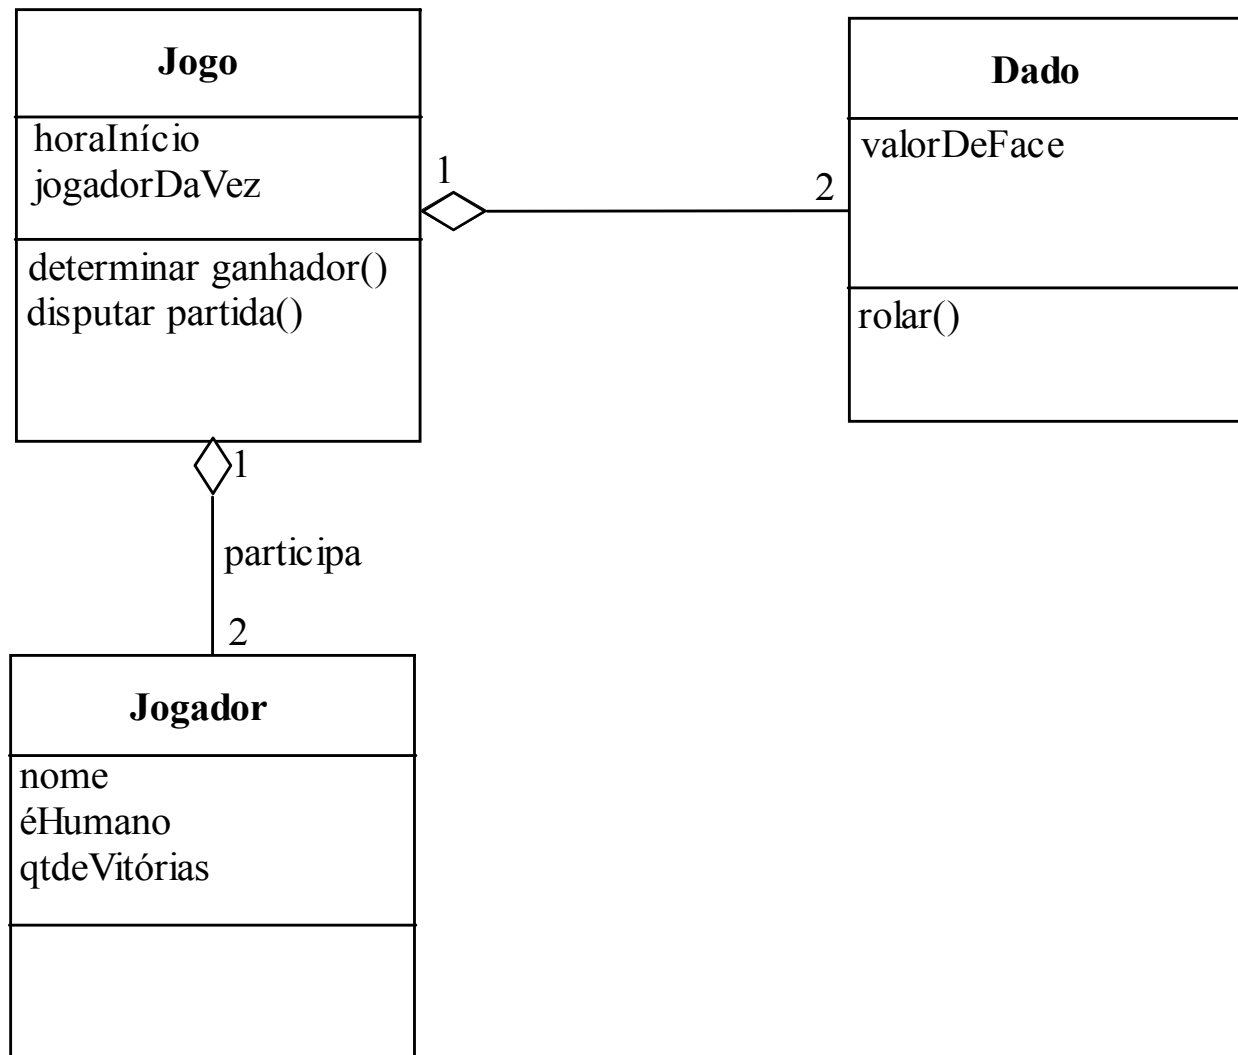 Jogo
horaInício
jogadorDaVez
determinar ganhador()
disputar partida()
1
2
Dado
valorDeFace
rolar()
1
participa
2
Jogador
nome
éHumano
qtdeVitórias